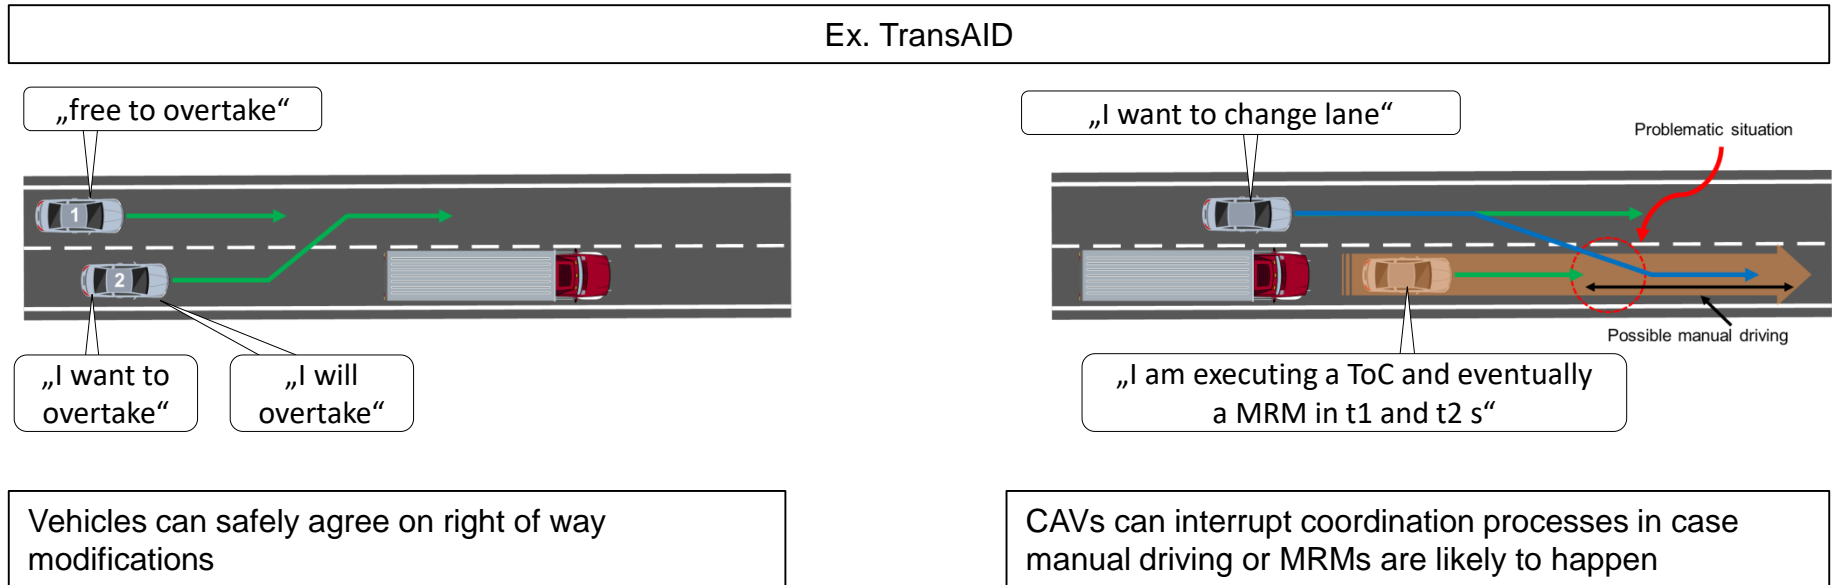 Ex. TransAID
„free to overtake“
1
2
„I want to
overtake“
„I will
overtake“
Vehicles can safely agree on right of way
modifications
„I want to change lane“
Problematic situation
Possible manual driving
„I am executing a ToC and eventually
a MRM in t1 and t2 s“
CAVs can interrupt coordination processes in case
manual driving or MRMs are likely to happen